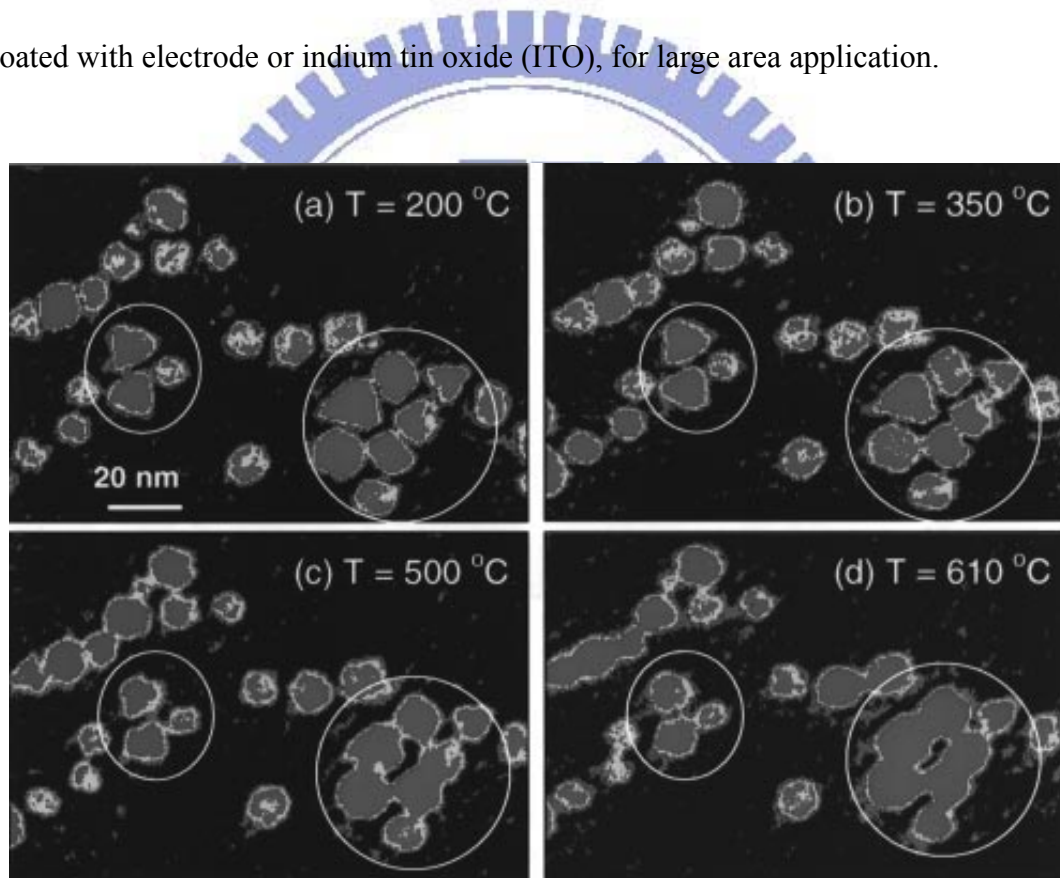 oated with electrode or indium tin oxide (ITO), for large area application.
(a) T = 200 °C
(b) T = 350 °C
20 nm
(c) T = 500 °C
(d) T = 610 °C